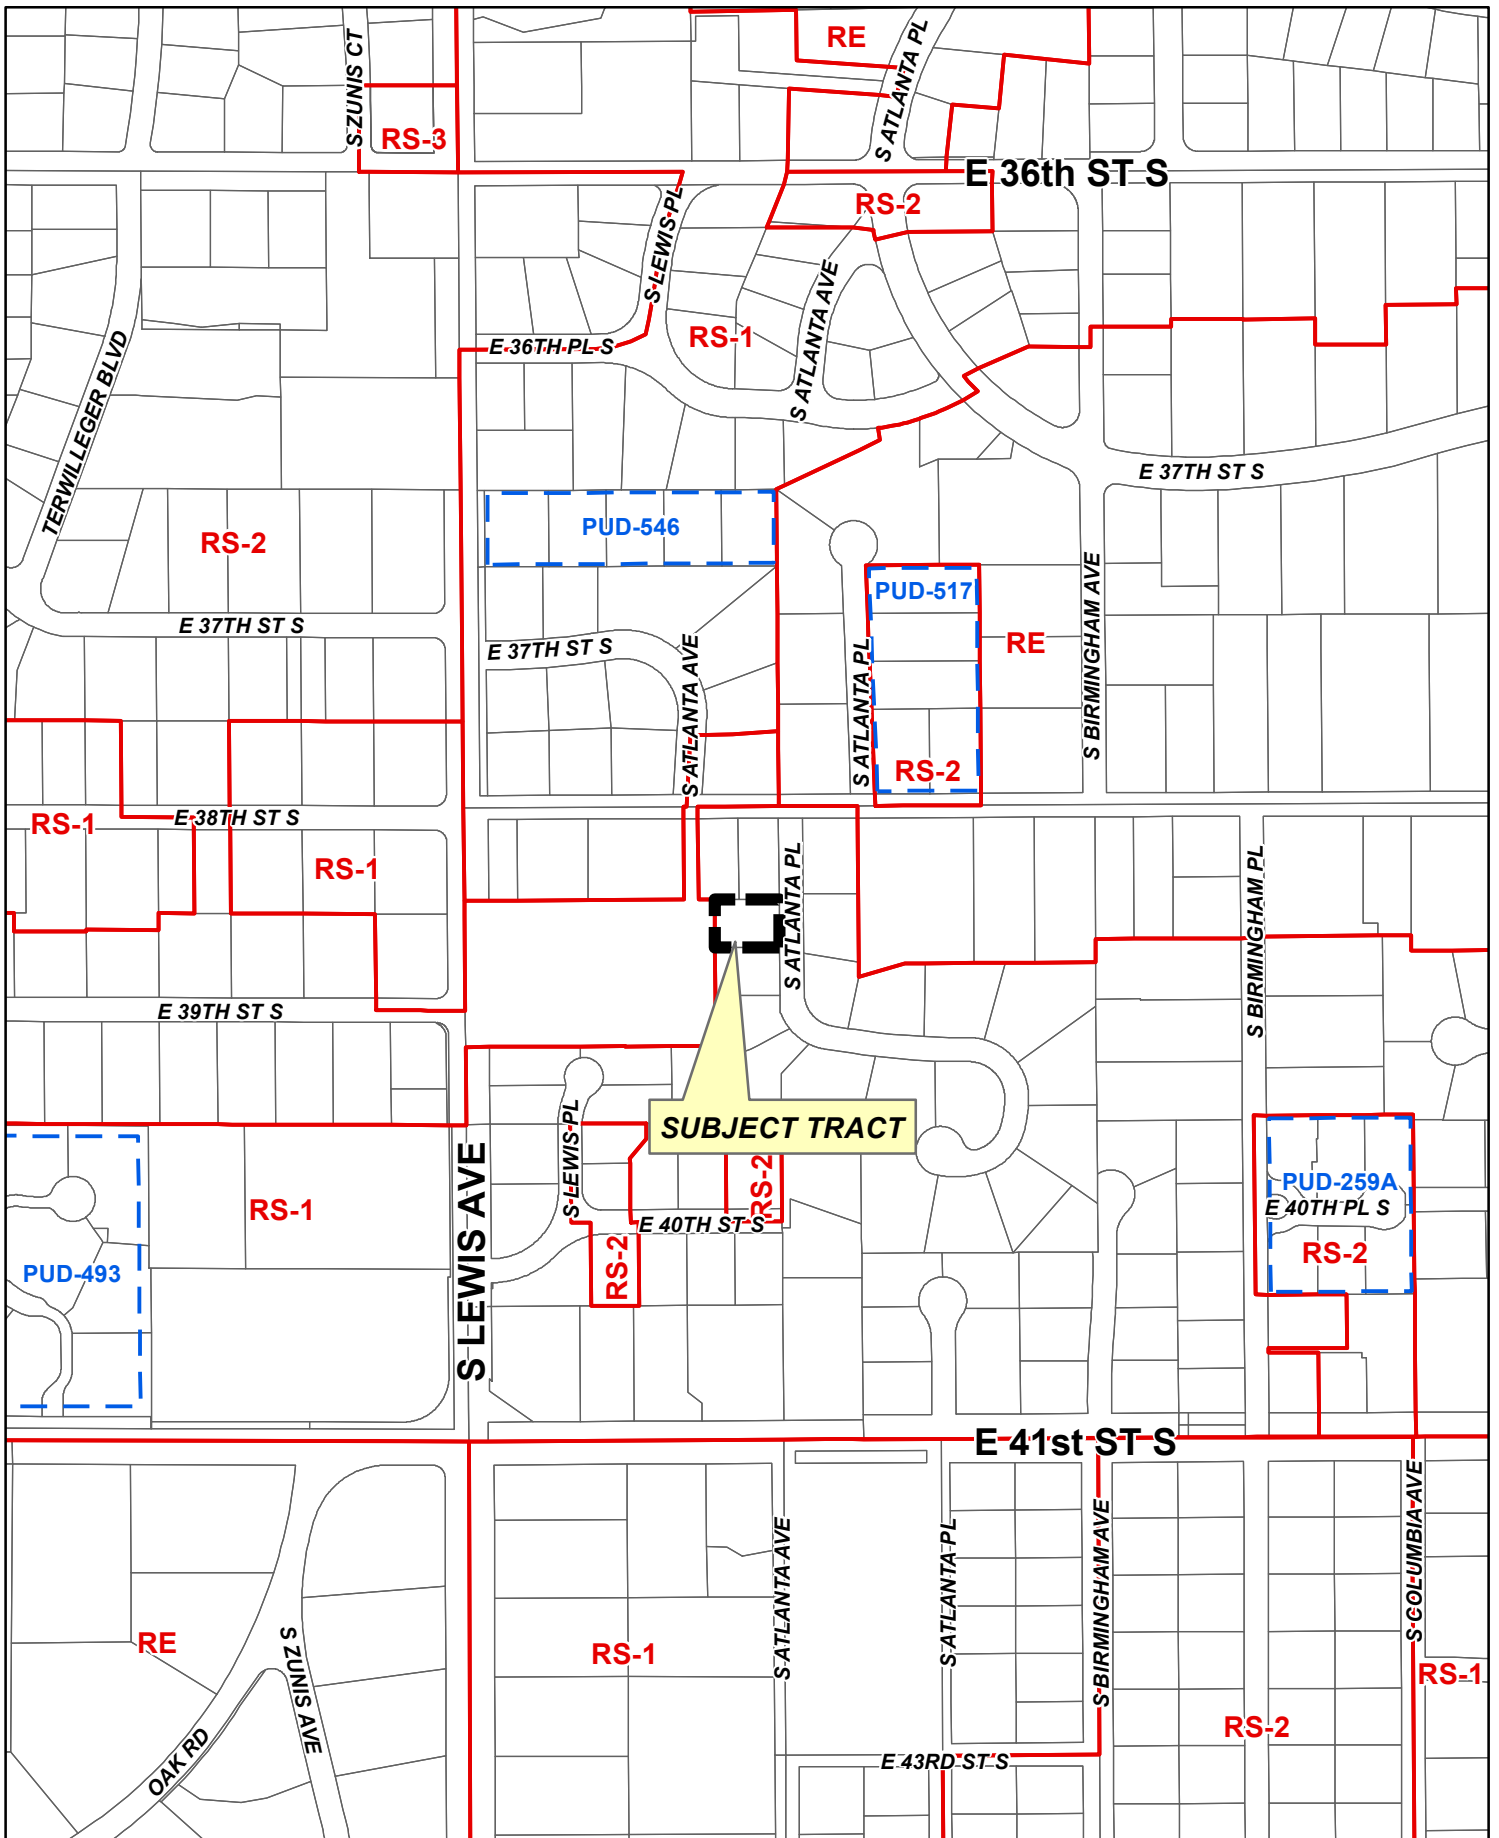 RE
S ATLANTA PL
S ZUNIS CT
RS-3
E 36th ST S
RS-2
S LEWIS PL
S ATLANTA AVE
RS-1
E 36TH PL S
TERWILLEGER BLVD
E 37TH ST S
RS-2
PUD-546
PUD-517
S BIRMINGHAM AVE
E 37TH ST S
E 37TH ST S
S ATLANTA AVE
S ATLANTA PL
RE
RS-2
RS-1
E 38TH ST S
RS-1
S ATLANTA PL
S BIRMINGHAM PL
E 39TH ST S
SUBJECT TRACT
S LEWIS PL
S LEWIS AVE
RS-1
RS-2
E 40TH ST S
RS-2
PUD-259A
E 40TH PL S
RS-2
PUD-493
E 41st ST S
S ATLANTA AVE
S ATLANTA PL
S BIRMINGHAM AVE
S COLUMBIA AVE
RE
S ZUNIS AVE
RS-1
RS-1
RS-2
OAK RD
E 43RD ST S